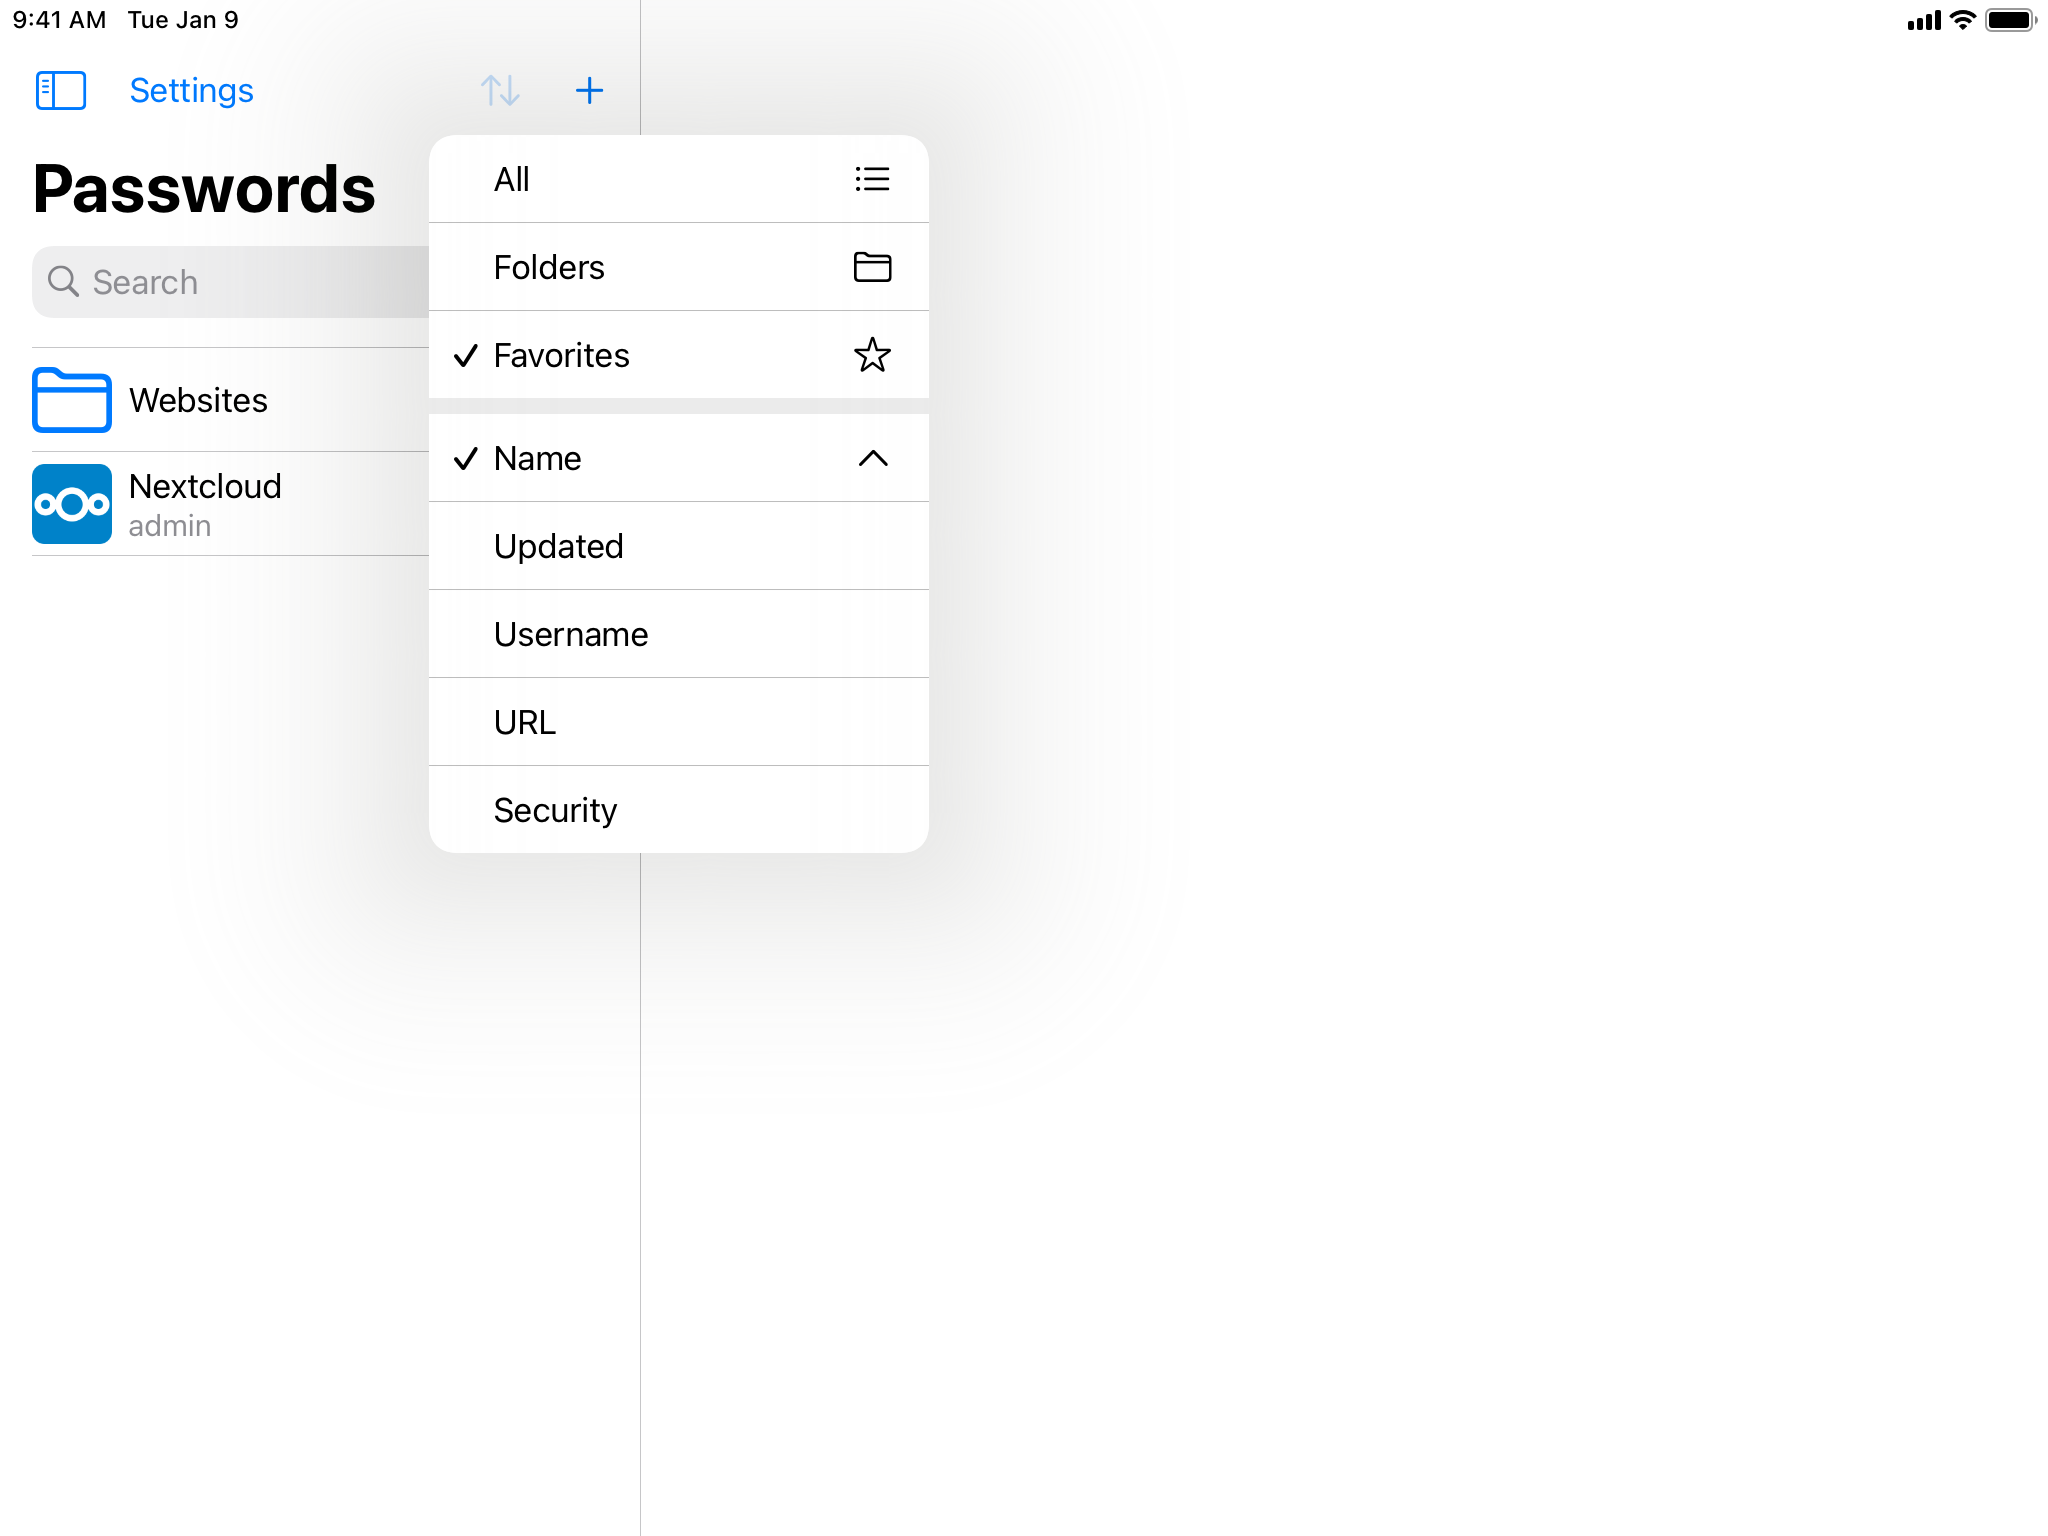 9:41 AM Tue Jan 9
Settings
Passwords
Search
Websites
Nextcloud
admin
All
Folders
Favorites
Name
Updated
Username
URL
Security